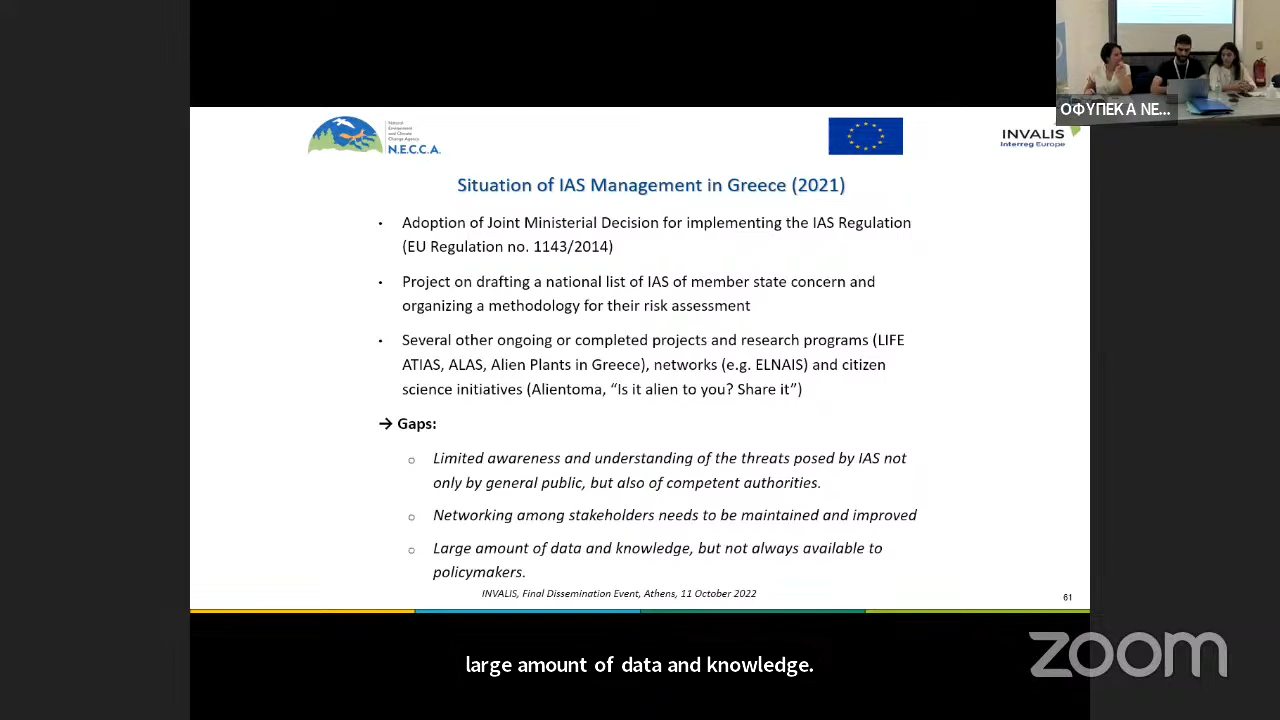 ΟΦΥΠΕΚΑ ΝΕ...
Natural
Environment
and Climate
Change Agency
N.E.C.C.A.
INVALIS
Interreg Europe
Situation of IAS Management in Greece (2021)
• Adoption of Joint Ministerial Decision for implementing the IAS Regulation
(EU Regulation no. 1143/2014)
• Project on drafting a national list of IAS of member state concern and
organizing a methodology for their risk assessment
• Several other ongoing or completed projects and research programs (LIFE
ATIAS, ALAS, Alien Plants in Greece), networks (e.g. ELNAIS) and citizen
science initiatives (Alientoma, “Is it alien to you? Share it”)
→ Gaps:
○ Limited awareness and understanding of the threats posed by IAS not
only by general public, but also of competent authorities.
○ Networking among stakeholders needs to be maintained and improved
○ Large amount of data and knowledge, but not always available to
policymakers.
INVALIS, Final Dissemination Event, Athens, 11 October 2022
61
large amount of data and knowledge.
zoom